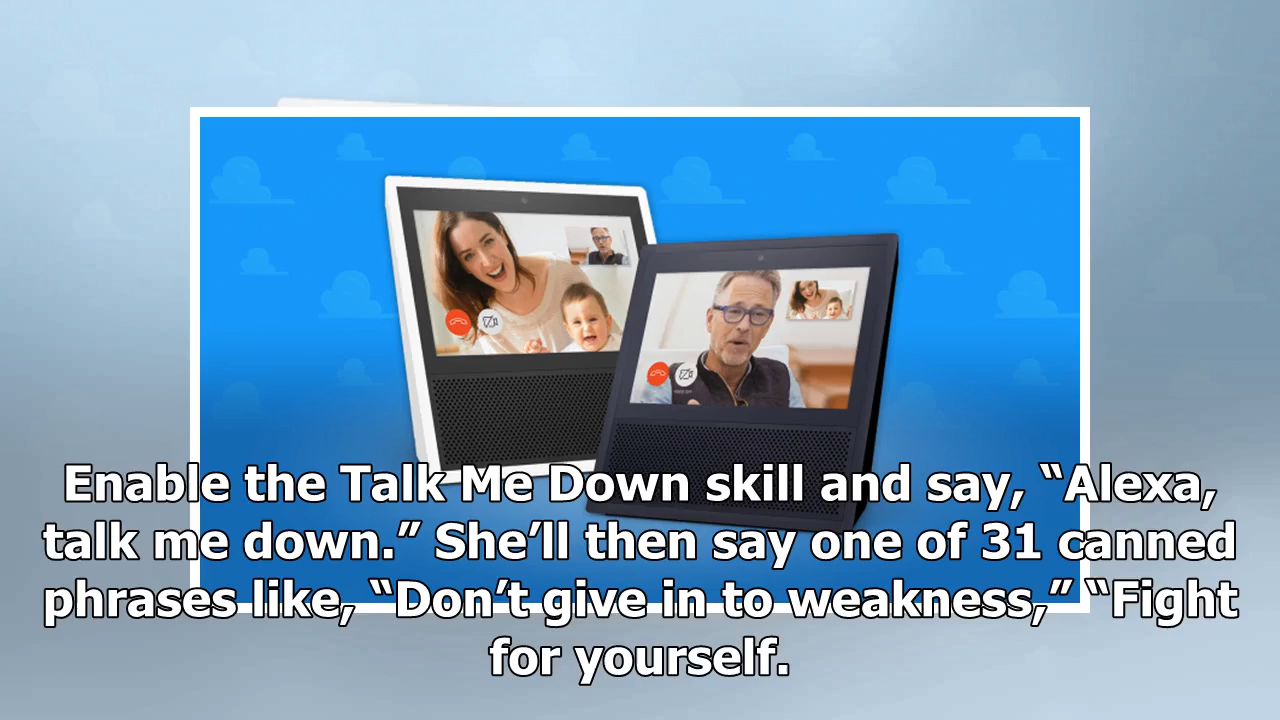 Enable the Talk Me Down skill and say, “Alexa,
talk me down.” She’ll then say one of 31 canned
phrases like, “Don’t give in to weakness,” “Fight
for yourself.